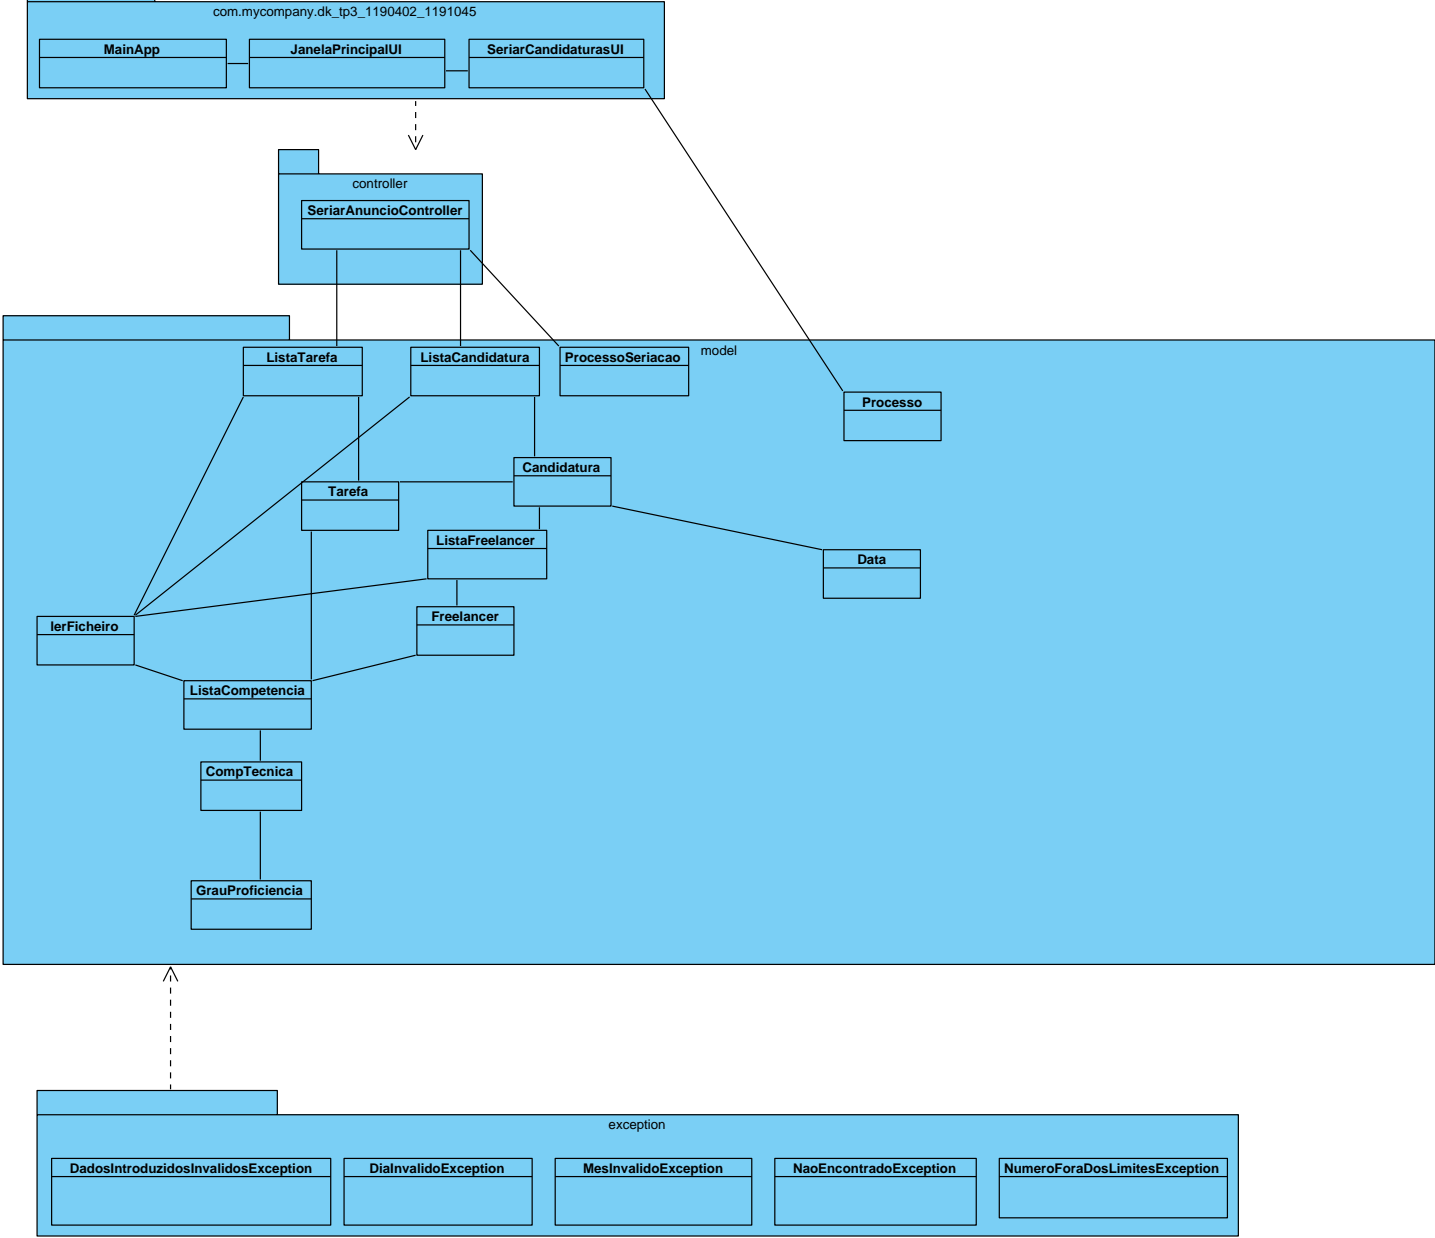 com.mycompany.dk_tp3_1190402_1191045
MainApp
JanelaPrincipalUI
SeriarCandidaturasUI
controller
SeriarAnuncioController
model
ListaTarefa
ListaCandidatura
ProcessoSeriacao
Processo
Candidatura
Tarefa
ListaFreelancer
Data
Freelancer
lerFicheiro
ListaCompetencia
CompTecnica
GrauProficiencia
exception
DadosIntroduzidosInvalidosException
DiaInvalidoException
MesInvalidoException
NaoEncontradoException
NumeroForaDosLimitesException